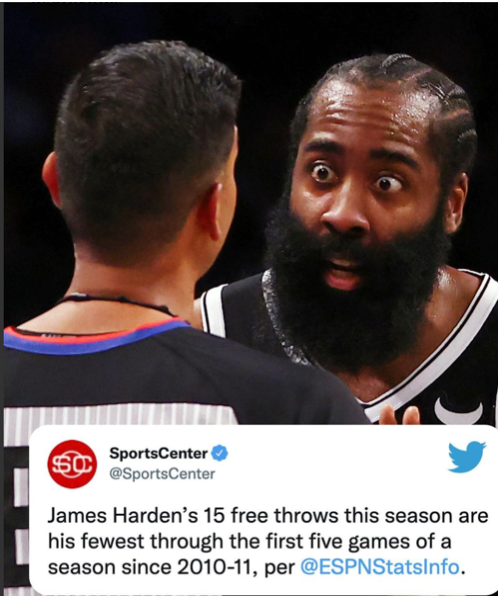 SC
SportsCenter
@SportsCenter
James Harden's 15 free throws this season are
his fewest through the first five games of a
season since 2010-11, per @ESPNStatsInfo.